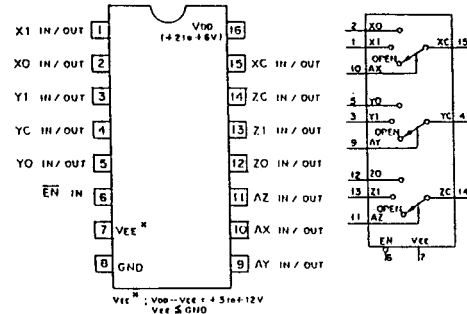 X1 IN/OUT 1
X0 IN/OUT 2
Y1 IN/OUT 3
YC IN/OUT 4
Y0 IN/OUT 5
EN IN 6
7 VEE*
8 GND
VDD 16
(+2 to +6V)
15 XC IN/OUT
14 ZC IN/OUT
13 Z1 IN/OUT
12 Z0 IN/OUT
11 AZ IN/OUT
10 AX IN/OUT
9 AY IN/OUT
VEE*; VDD-VEE = +3 to +12V
VEE ≦ GND
2 X0
1 X1 XC 15
OPEN
10 AX
5 Y0
3 Y1 YC 4
OPEN
9 AY
12 Z0
13 Z1 ZC 14
OPEN
11 AZ
EN VEE
6 7